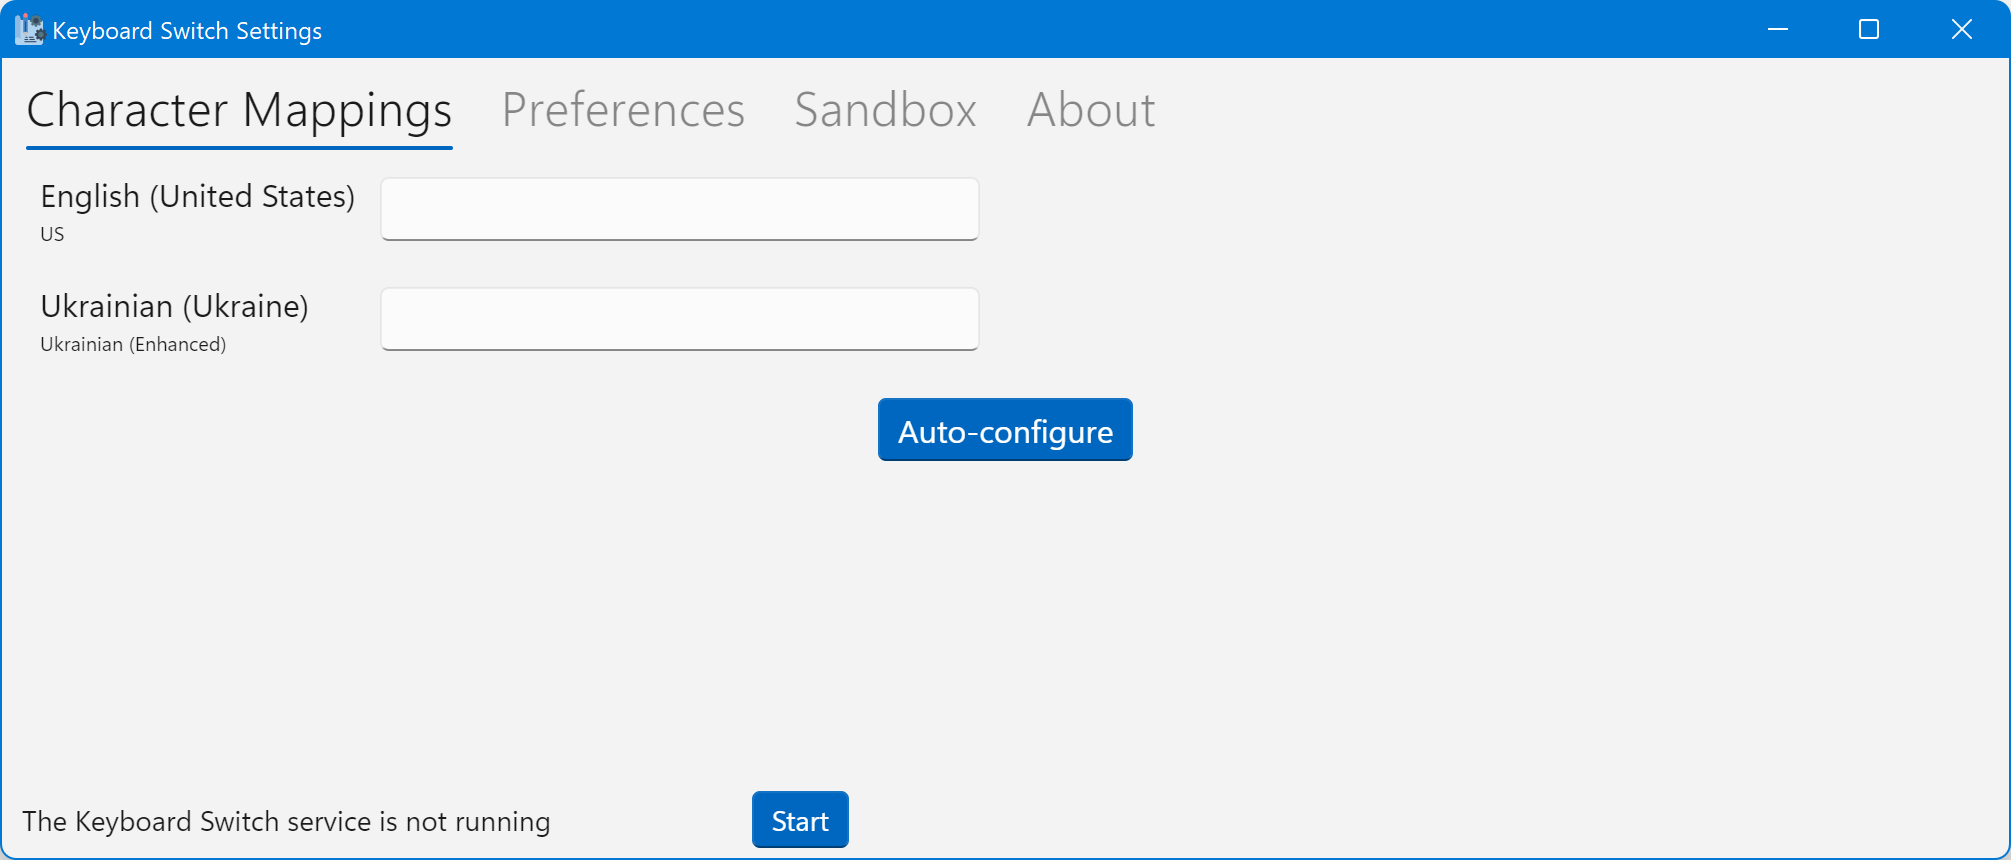 Keyboard Switch Settings
Character Mappings Preferences Sandbox About
English (United States)
US
Ukrainian (Ukraine)
Ukrainian (Enhanced)
Auto-configure
The Keyboard Switch service is not running Start